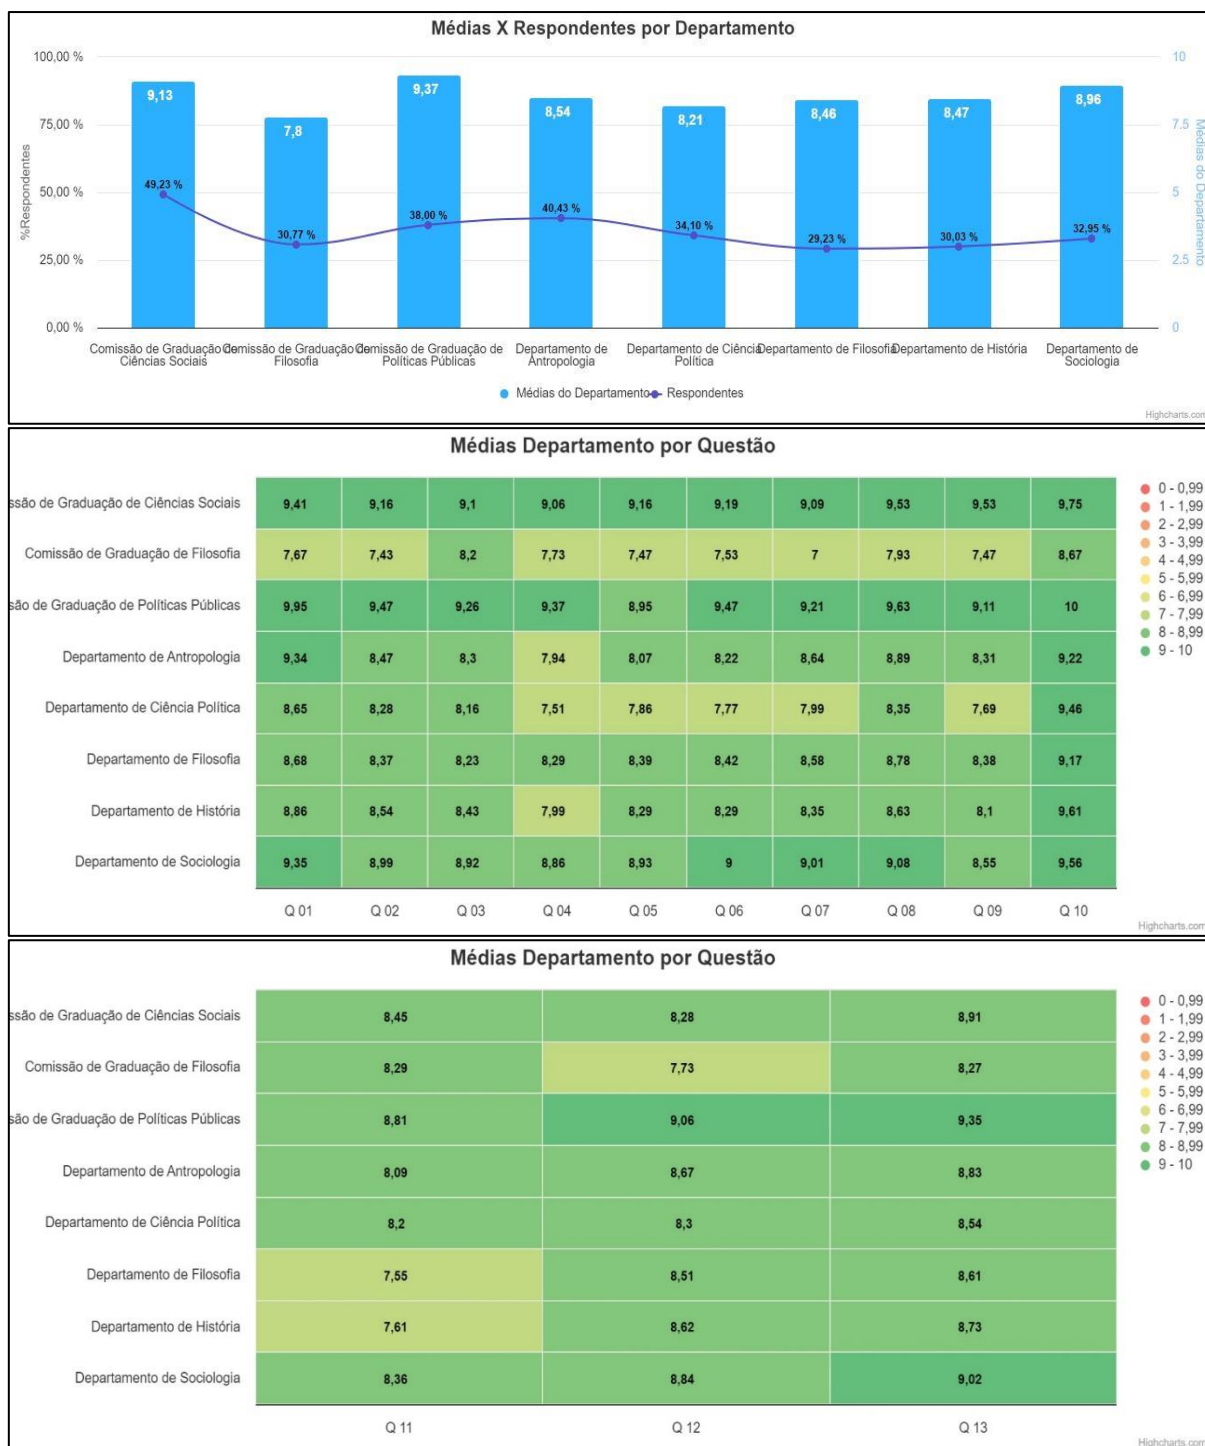 Médias X Respondentes por Departamento
100,00 %
75,00 %
50,00 %
25,00 %
0,00 %
%Respondentes
10
7.5
5
2.5
0
Médias do Departamento
9,13
7,8
9,37
8,54
8,21
8,46
8,47
8,96
49,23 %
30,77 %
38,00 %
40,43 %
34,10 %
29,23 %
30,03 %
32,95 %
Comissão de Graduação de
Ciências Sociais
Comissão de Graduação de
Filosofia
Comissão de Graduação de
Políticas Públicas
Departamento de
Antropologia
Departamento de Ciência
Política
Departamento de Filosofia
Departamento de História
Departamento de
Sociologia
Médias do Departamento
Respondentes
Highcharts.com
Médias Departamento por Questão
ssão de Graduação de Ciências Sociais 9,41 9,16 9,1 9,06 9,16 9,19 9,09 9,53 9,53 9,75
Comissão de Graduação de Filosofia 7,67 7,43 8,2 7,73 7,47 7,53 7 7,93 7,47 8,67
são de Graduação de Políticas Públicas 9,95 9,47 9,26 9,37 8,95 9,47 9,21 9,63 9,11 10
Departamento de Antropologia 9,34 8,47 8,3 7,94 8,07 8,22 8,64 8,89 8,31 9,22
Departamento de Ciência Política 8,65 8,28 8,16 7,51 7,86 7,77 7,99 8,35 7,69 9,46
Departamento de Filosofia 8,68 8,37 8,23 8,29 8,39 8,42 8,58 8,78 8,38 9,17
Departamento de História 8,86 8,54 8,43 7,99 8,29 8,29 8,35 8,63 8,1 9,61
Departamento de Sociologia 9,35 8,99 8,92 8,86 8,93 9 9,01 9,08 8,55 9,56
Q 01 Q 02 Q 03 Q 04 Q 05 Q 06 Q 07 Q 08 Q 09 Q 10
0 - 0,99
1 - 1,99
2 - 2,99
3 - 3,99
4 - 4,99
5 - 5,99
6 - 6,99
7 - 7,99
8 - 8,99
9 - 10
Highcharts.com
Médias Departamento por Questão
ssão de Graduação de Ciências Sociais 8,45 8,28 8,91
Comissão de Graduação de Filosofia 8,29 7,73 8,27
são de Graduação de Políticas Públicas 8,81 9,06 9,35
Departamento de Antropologia 8,09 8,67 8,83
Departamento de Ciência Política 8,2 8,3 8,54
Departamento de Filosofia 7,55 8,51 8,61
Departamento de História 7,61 8,62 8,73
Departamento de Sociologia 8,36 8,84 9,02
Q 11 Q 12 Q 13
0 - 0,99
1 - 1,99
2 - 2,99
3 - 3,99
4 - 4,99
5 - 5,99
6 - 6,99
7 - 7,99
8 - 8,99
9 - 10
Highcharts.com